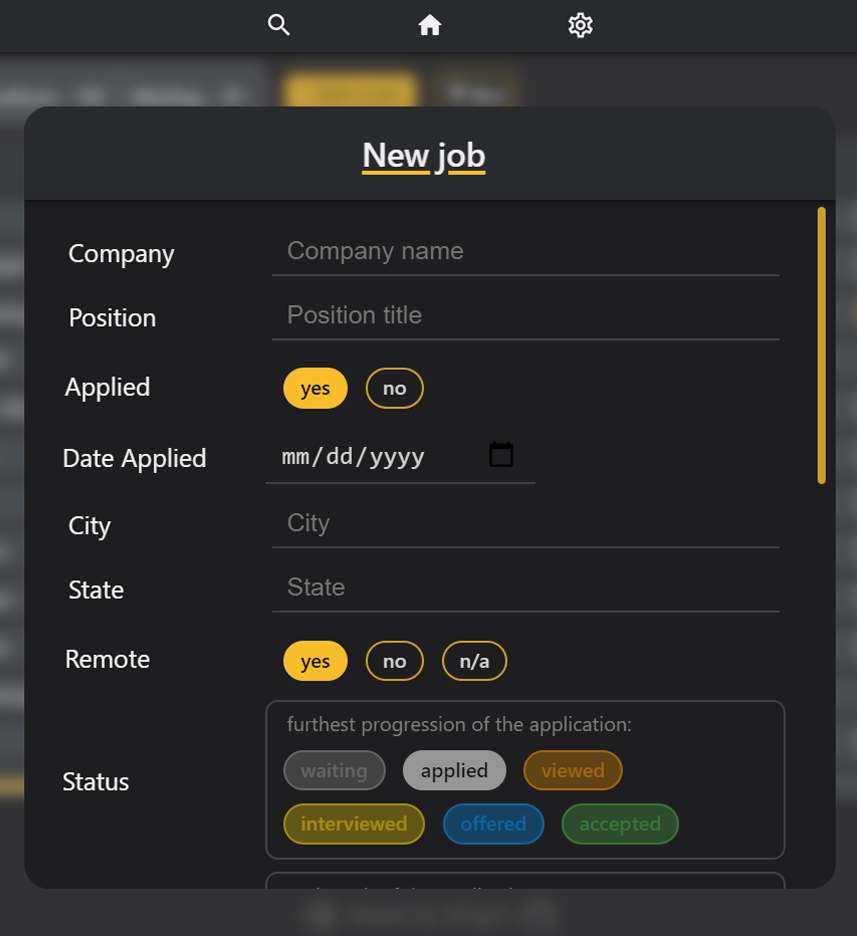 New job
Company Company name
Position Position title
Applied yes no
Date Applied mm/dd/yyyy
City City
State State
Remote yes no n/a
furthest progression of the application:
Status
waiting applied viewed
interviewed offered accepted